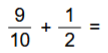 9/10 + 1/2 =